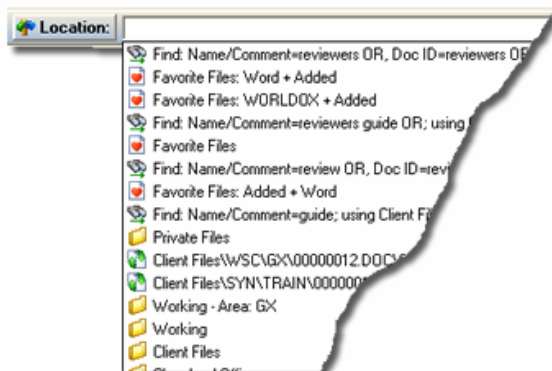 Location:
Find: Name/Comment=reviewers OR, Doc ID=reviewers OR
Favorite Files: Word + Added
Favorite Files: WORLDOX + Added
Favorite Files: Name/Comment=reviewers guide OR; using
Favorite Files
Find: Name/Comment=review OR, Doc ID=revi
Favorite Files: Added + Word
Find: Name/Comment=guide; using Client Fi
Private Files
Client Files\WSC\GX\00000012.DOC\
Client Files\SYN\TRAIN\000000
Working - Area: GX
Working
Client Files